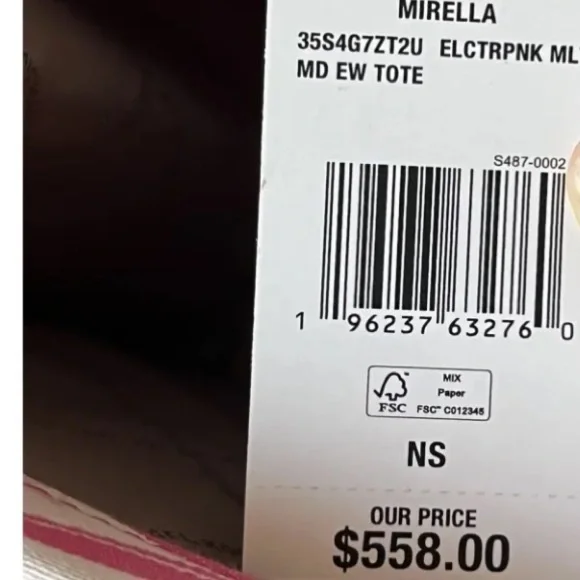 MIRELLA
35S4G7ZT2U ELCTRPNK ML
MD EW TOTE
S487-0002
1 96237 63276 0
FSC
MIX
Paper
FSC™ C012345
NS
OUR PRICE
$558.00